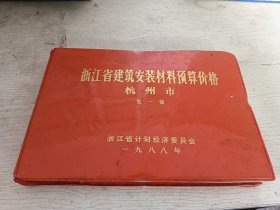 浙江省建筑安装材料预算价格
杭州市
第一册
浙江省计划经济委员会
一九八八年